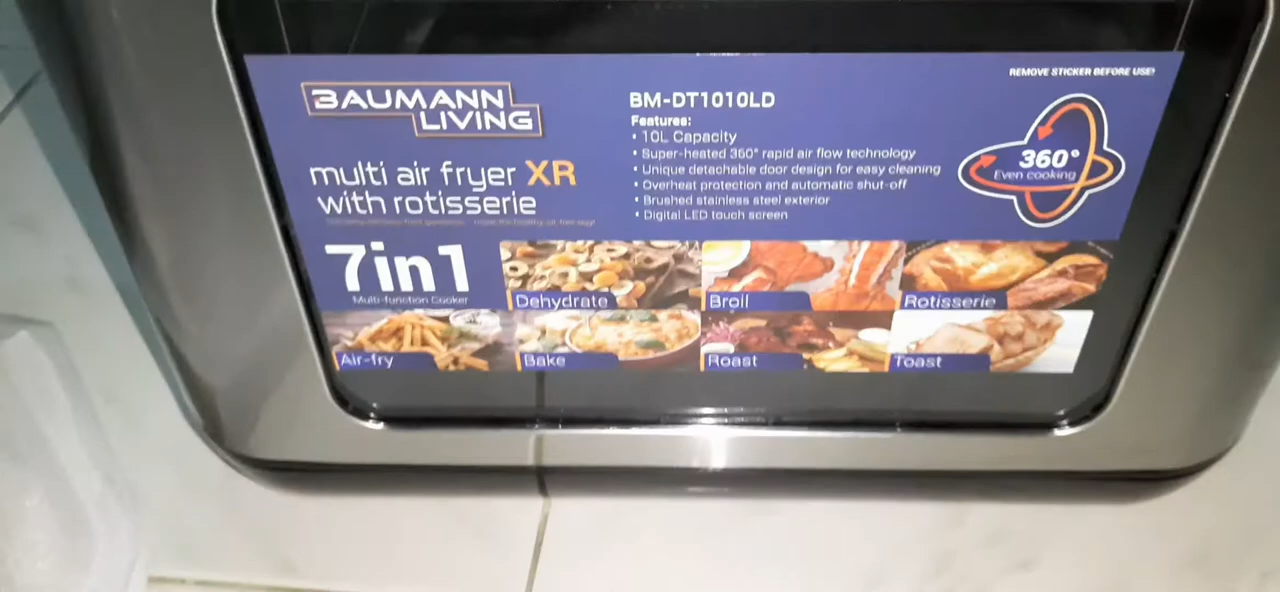 REMOVE STICKER BEFORE USE!
BAUMANN
LIVING
multi air fryer XR
with rotisserie
BM-DT1010LD
Features:
• 10L Capacity
• Super-heated 360° rapid air flow technology
• Unique detachable door design for easy cleaning
• Overheat protection and automatic shut-off
• Brushed stainless steel exterior
• Digital LED touch screen
360°
Even cooking
7in1
Multi-function Cooker
Dehydrate
Broil
Rotisserie
Air-fry
Bake
Roast
Toast